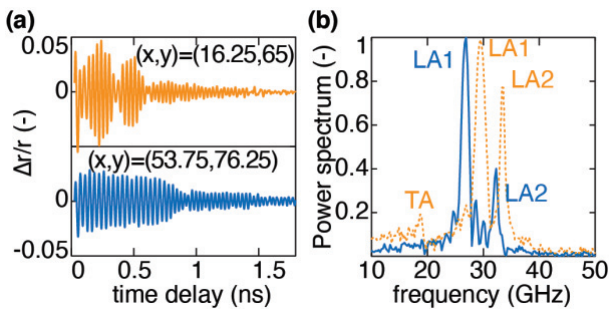 (a)
0.05
0
(x,y)=(16.25,65)
Δr/r (-)
(x,y)=(53.75,76.25)
0
-0.05
0 0.5 1 1.5
time delay (ns)
(b)
1
0.8
0.6
0.4
0.2
Power spectrum (-)
LA1 LA1
LA2
TA
LA2
10 20 30 40 50
frequency (GHz)